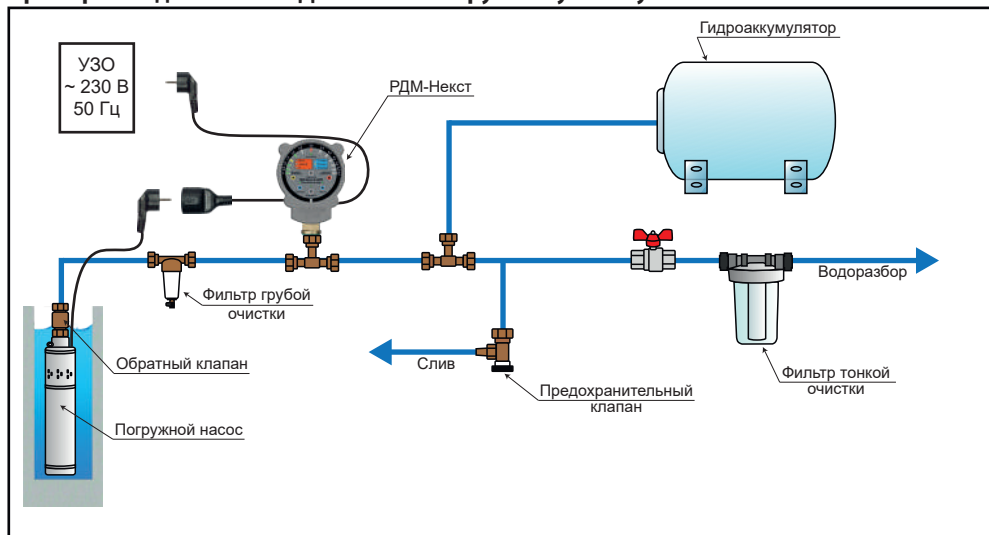 Гидроаккумулятор
УЗО
~ 230 В
50 Гц
РДМ-Некст
Водоразбор
Фильтр грубой
очистки
Обратный клапан
Слив
Предохранительный
клапан
Фильтр тонкой
очистки
Погружной насос